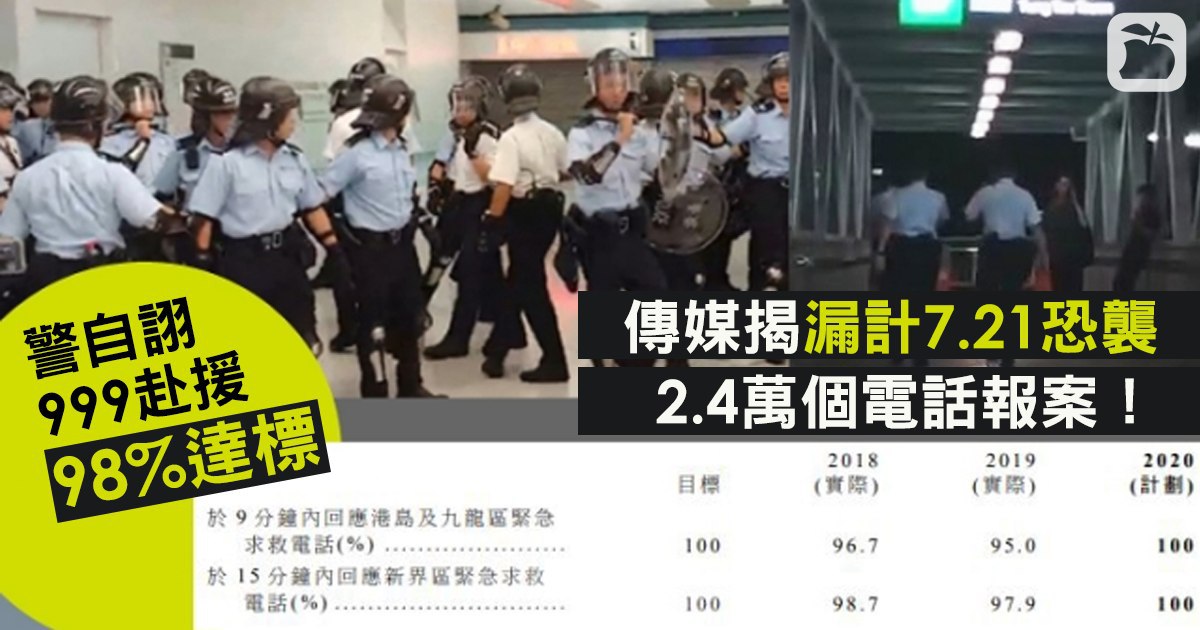 傳媒揭漏計7.21恐襲
2.4萬個電話報案！
警自詡
999赴援
98%達標
目標
2018
(實際)
2019
(實際)
2020
(計劃)
於 9 分鐘內回應港島及九龍區緊急
求救電話(%) ........................ 100 96.7 95.0 100
於 15 分鐘內回應新界區緊急求救
電話(%) .............................. 100 98.7 97.9 100